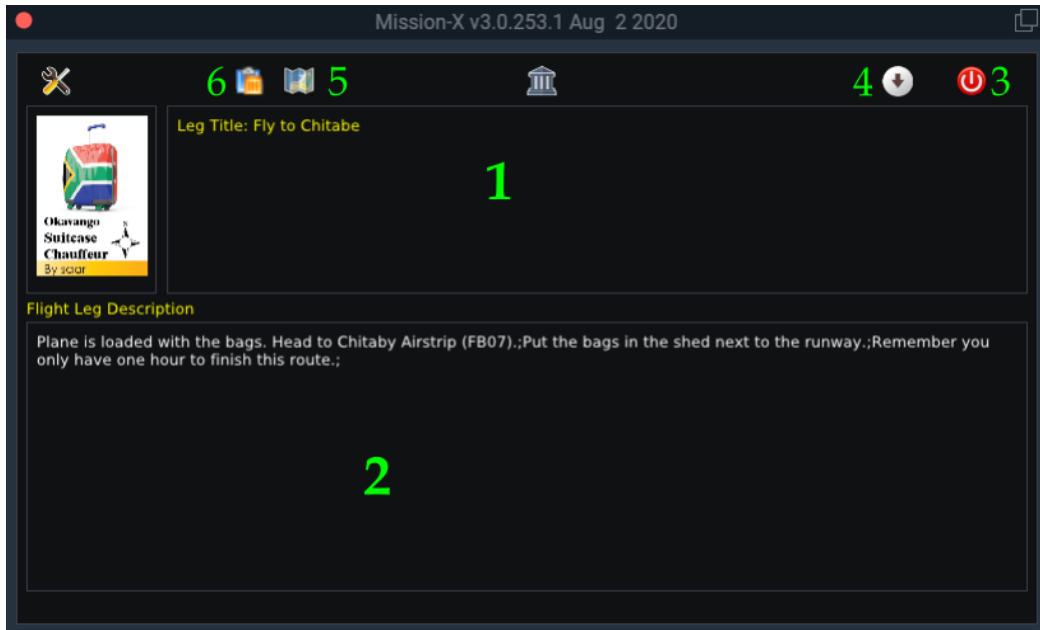 Mission-X v3.0.253.1 Aug 2 2020
6 5 4 3
Leg Title: Fly to Chitabe
1
Okavango
Suitcase
Chauffeur
By saar
N
Flight Leg Description
Plane is loaded with the bags. Head to Chitaby Airstrip (FB07).;Put the bags in the shed next to the runway.;Remember you
only have one hour to finish this route.;
2